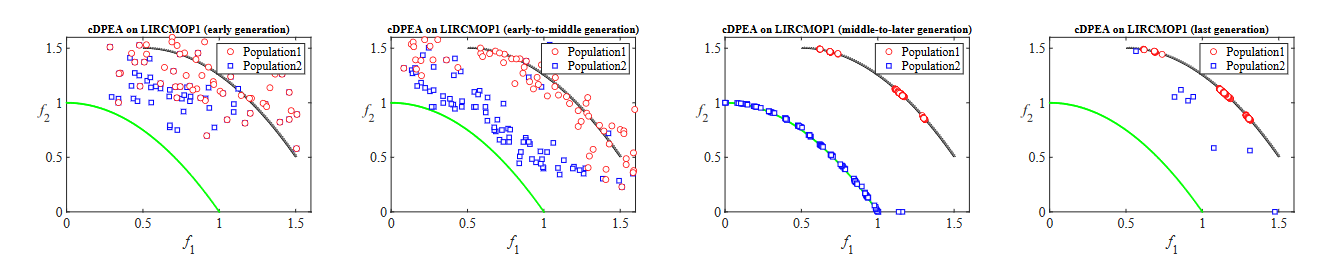 cDPEA on LIRCMOP1 (early generation)
1.5
1
f2
0.5
0
0
0.5
1
1.5
f1
Population1
Population2
cDPEA on LIRCMOP1 (early-to-middle generation)
1.5
1
f2
0.5
0
0
0.5
1
1.5
f1
Population1
Population2
cDPEA on LIRCMOP1 (middle-to-later generation)
1.5
1
f2
0.5
0
0
0.5
1
1.5
f1
Population1
Population2
cDPEA on LIRCMOP1 (last generation)
1.5
1
f2
0.5
0
0
0.5
1
1.5
f1
Population1
Population2